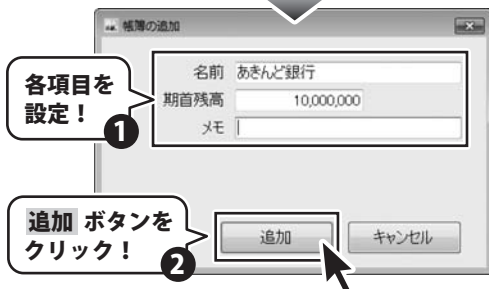 帳簿の追加
各項目を
設定！
1
名前 あきんど銀行
期首残高 10,000,000
メモ
追加 ボタンを
クリック！
2
追加 キャンセル